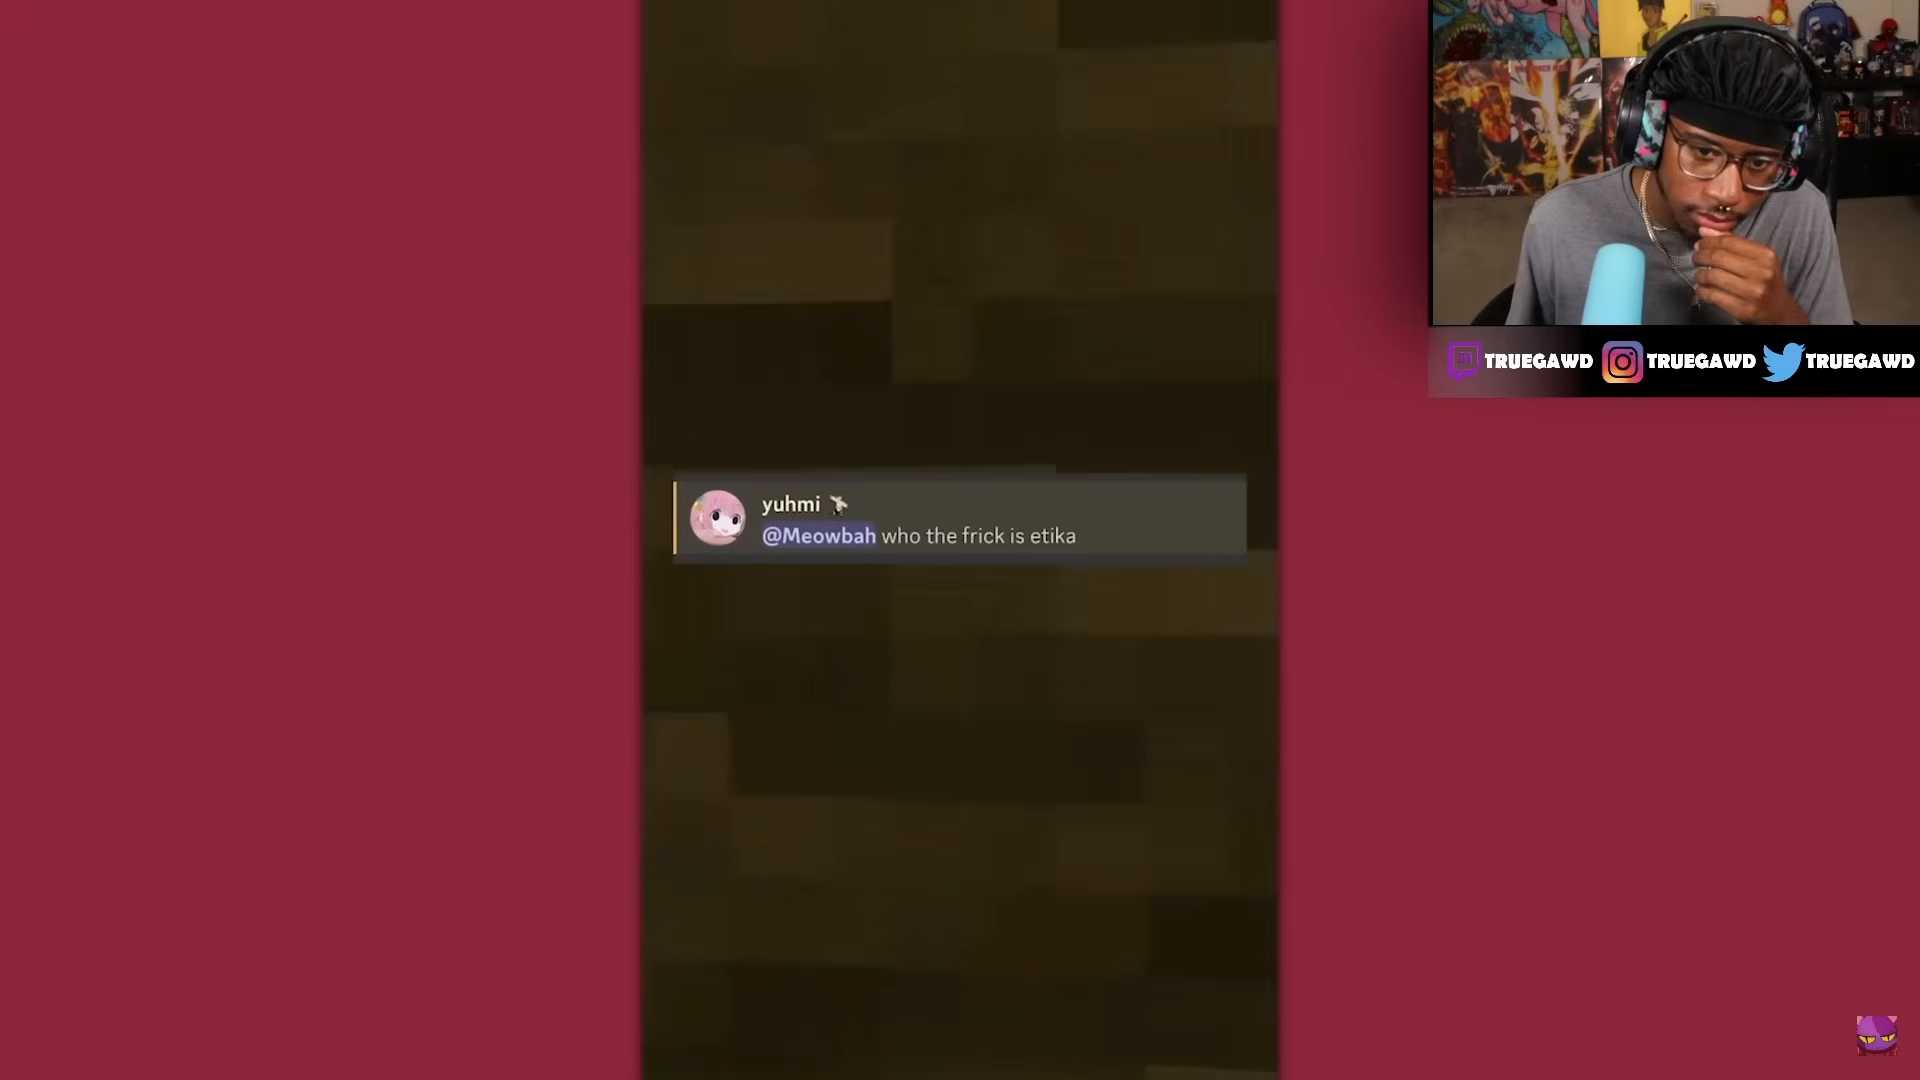 yuhmi
@Meowbah who the frick is etika
TRUEGAWD TRUEGAWD TRUEGAWD